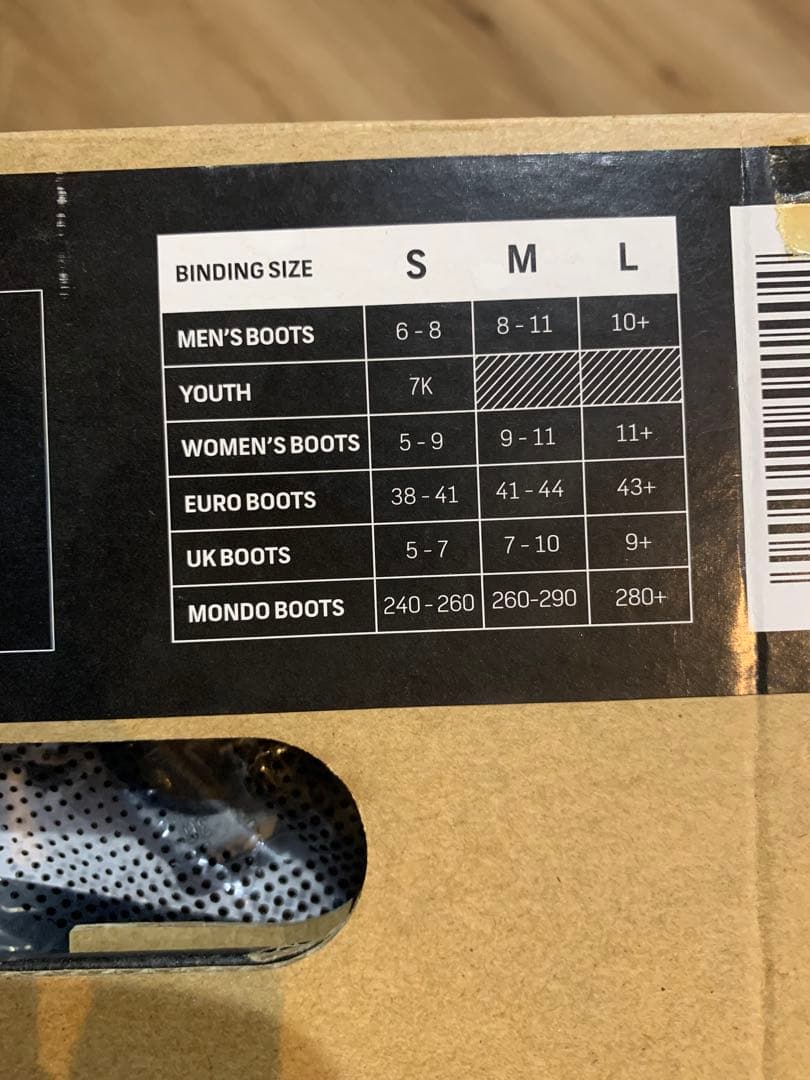 BINDING SIZE S M L
MEN'S BOOTS 6 - 8 8 - 11 10+
YOUTH 7K
WOMEN'S BOOTS 5 - 9 9 - 11 11+
EURO BOOTS 38 - 41 41 - 44 43+
UK BOOTS 5 - 7 7 - 10 9+
MONDO BOOTS 240 - 260 260-290 280+